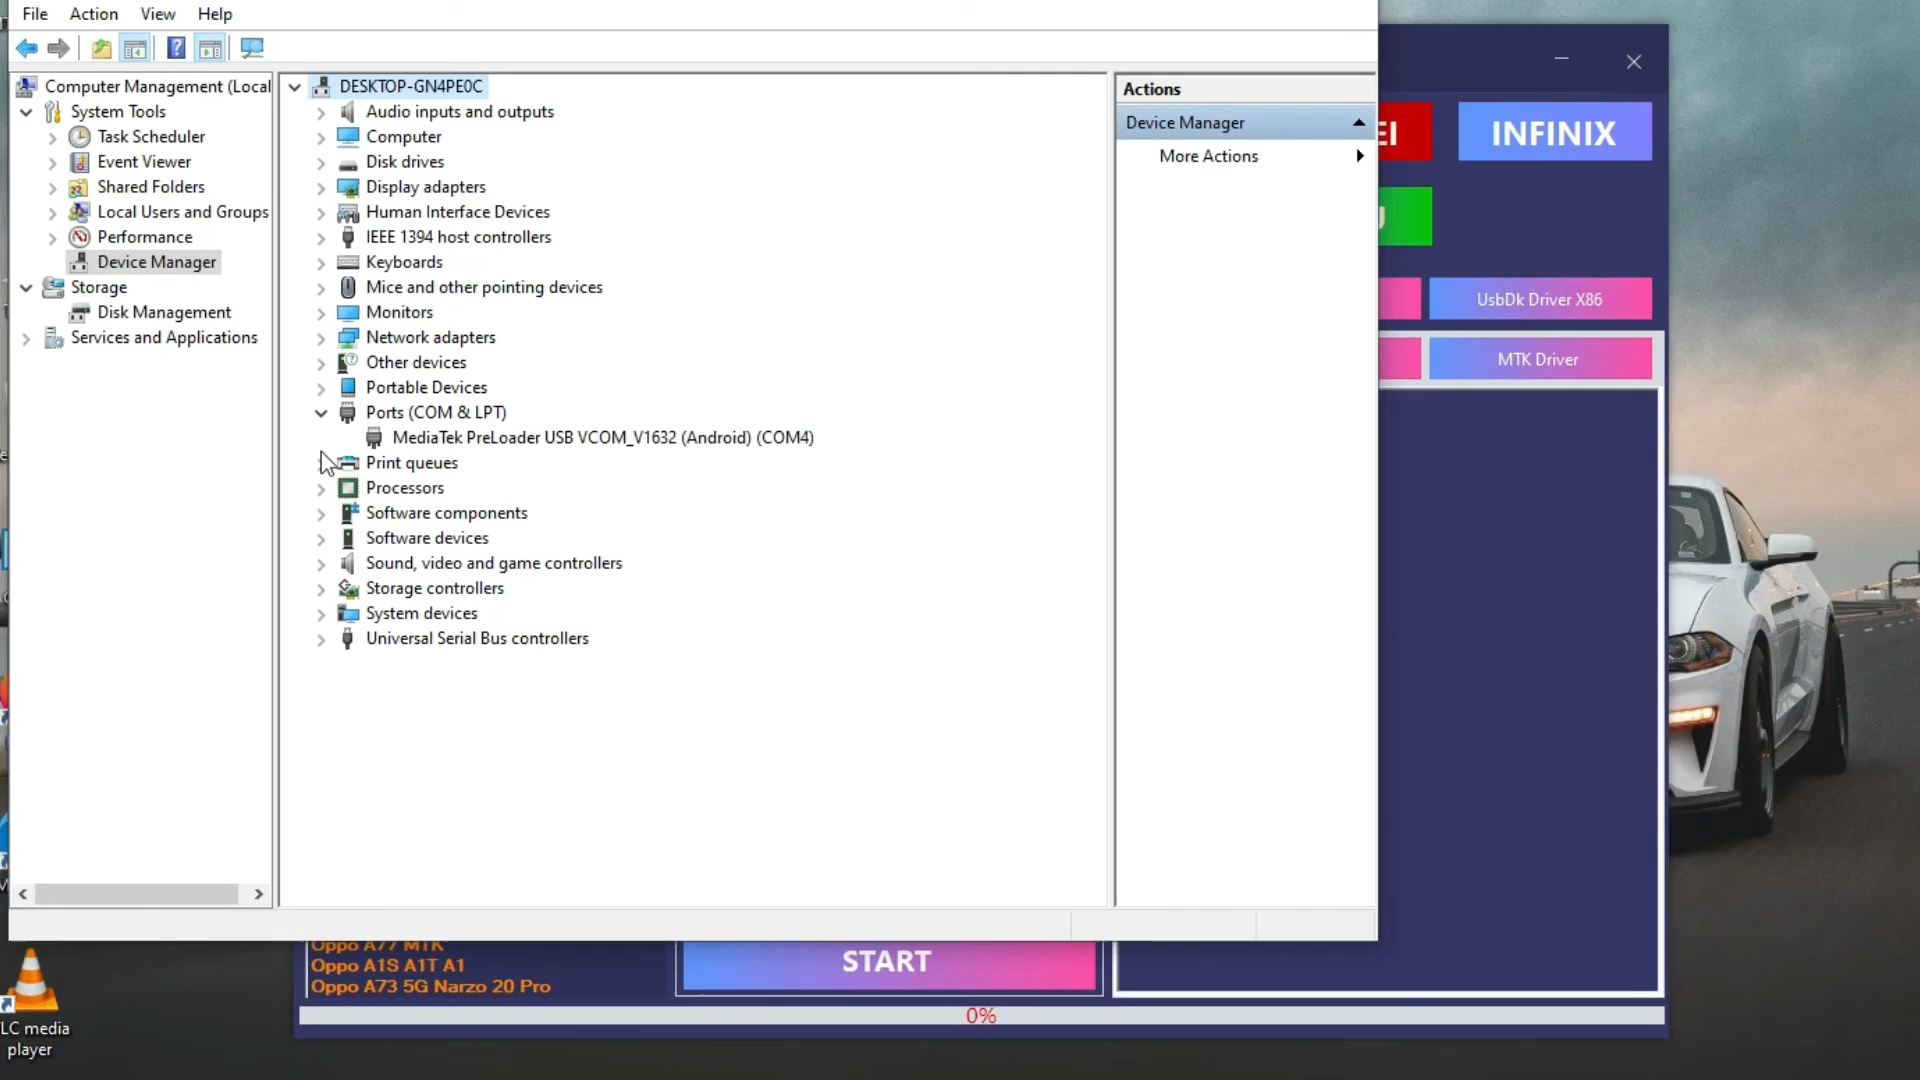 File Action View Help
Computer Management (Local
System Tools
Task Scheduler
Event Viewer
Shared Folders
Local Users and Groups
Performance
Device Manager
Storage
Disk Management
Services and Applications
DESKTOP-GN4PE0C
Audio inputs and outputs
Computer
Disk drives
Display adapters
Human Interface Devices
IEEE 1394 host controllers
Keyboards
Mice and other pointing devices
Monitors
Network adapters
Other devices
Portable Devices
Ports (COM & LPT)
MediaTek PreLoader USB VCOM_V1632 (Android) (COM4)
Print queues
Processors
Software components
Software devices
Sound, video and game controllers
Storage controllers
System devices
Universal Serial Bus controllers
Actions
Device Manager
More Actions
EI
INFINIX
UsbDk Driver X86
MTK Driver
Oppo A77 MTK
Oppo A1S A1T A1
Oppo A73 5G Narzo 20 Pro
START
0%
LC media
player